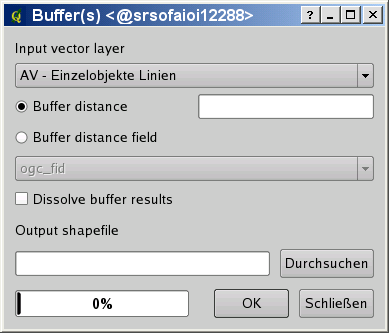 Buffer(s) <@srsofaioi12288>
Input vector layer
AV - Einzelobjekte Linien
Buffer distance
Buffer distance field
ogc_fid
Dissolve buffer results
Output shapefile
Durchsuchen
0%
OK
Schließen